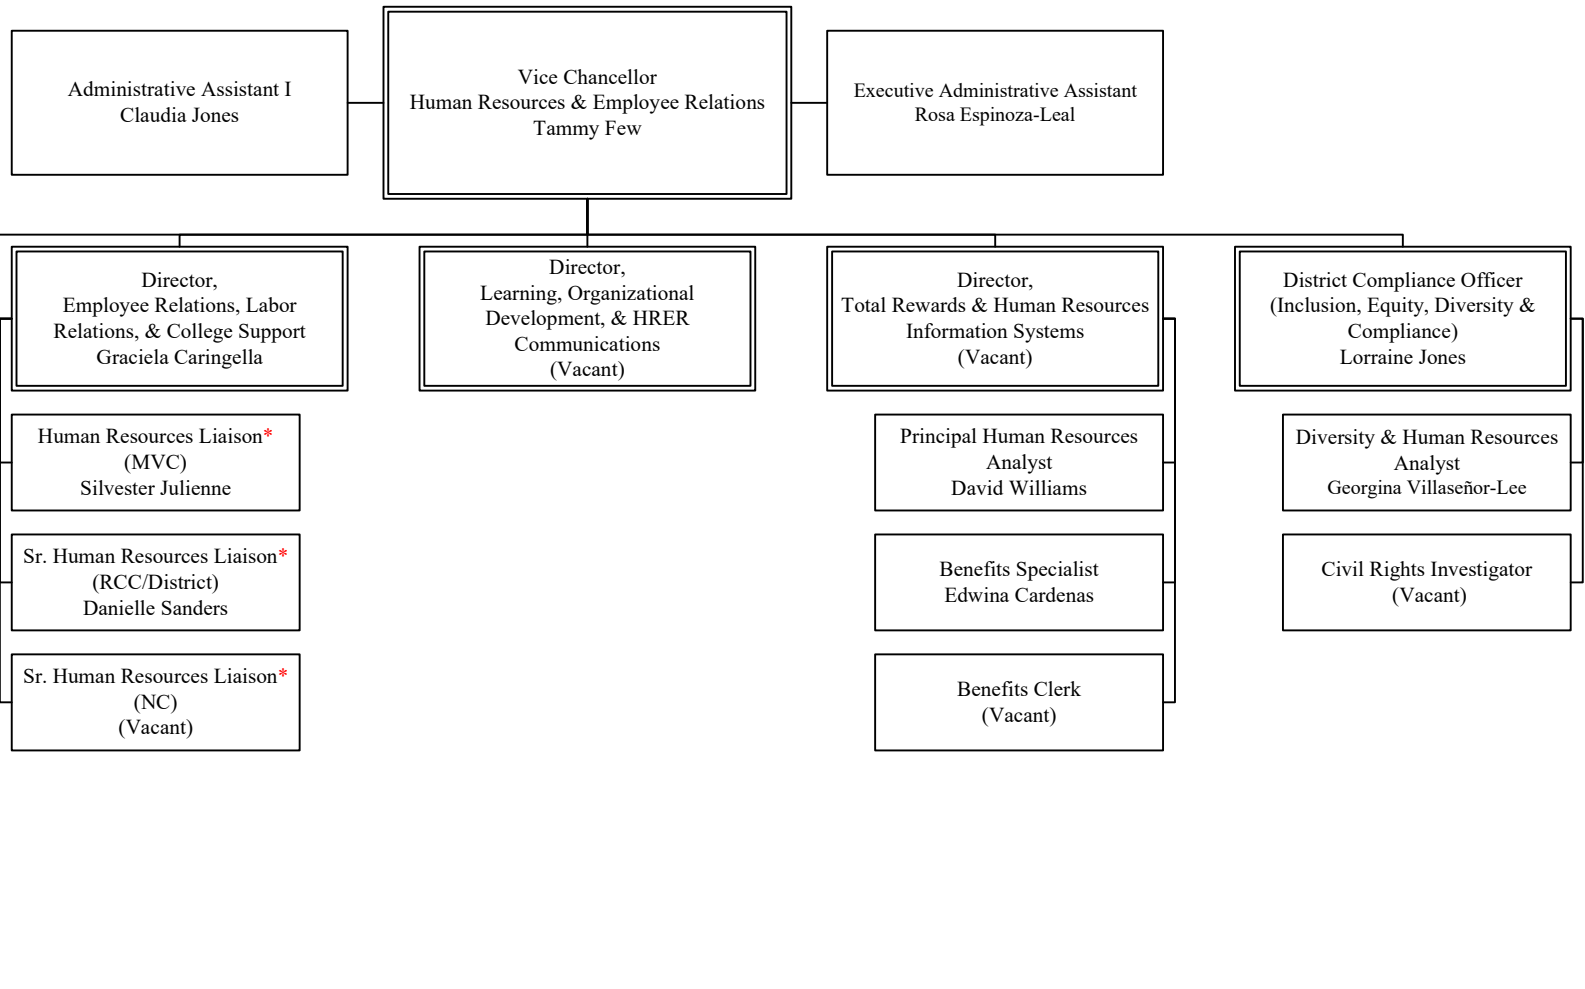 Administrative Assistant I
Claudia Jones
Vice Chancellor
Human Resources & Employee Relations
Tammy Few
Executive Administrative Assistant
Rosa Espinoza-Leal
Director,
Employee Relations, Labor
Relations, & College Support
Graciela Caringella
Director,
Learning, Organizational
Development, & HRER
Communications
(Vacant)
Director,
Total Rewards & Human Resources
Information Systems
(Vacant)
District Compliance Officer
(Inclusion, Equity, Diversity &
Compliance)
Lorraine Jones
Human Resources Liaison*
(MVC)
Silvester Julienne
Principal Human Resources
Analyst
David Williams
Diversity & Human Resources
Analyst
Georgina Villaseñor-Lee
Sr. Human Resources Liaison*
(RCC/District)
Danielle Sanders
Benefits Specialist
Edwina Cardenas
Civil Rights Investigator
(Vacant)
Sr. Human Resources Liaison*
(NC)
(Vacant)
Benefits Clerk
(Vacant)